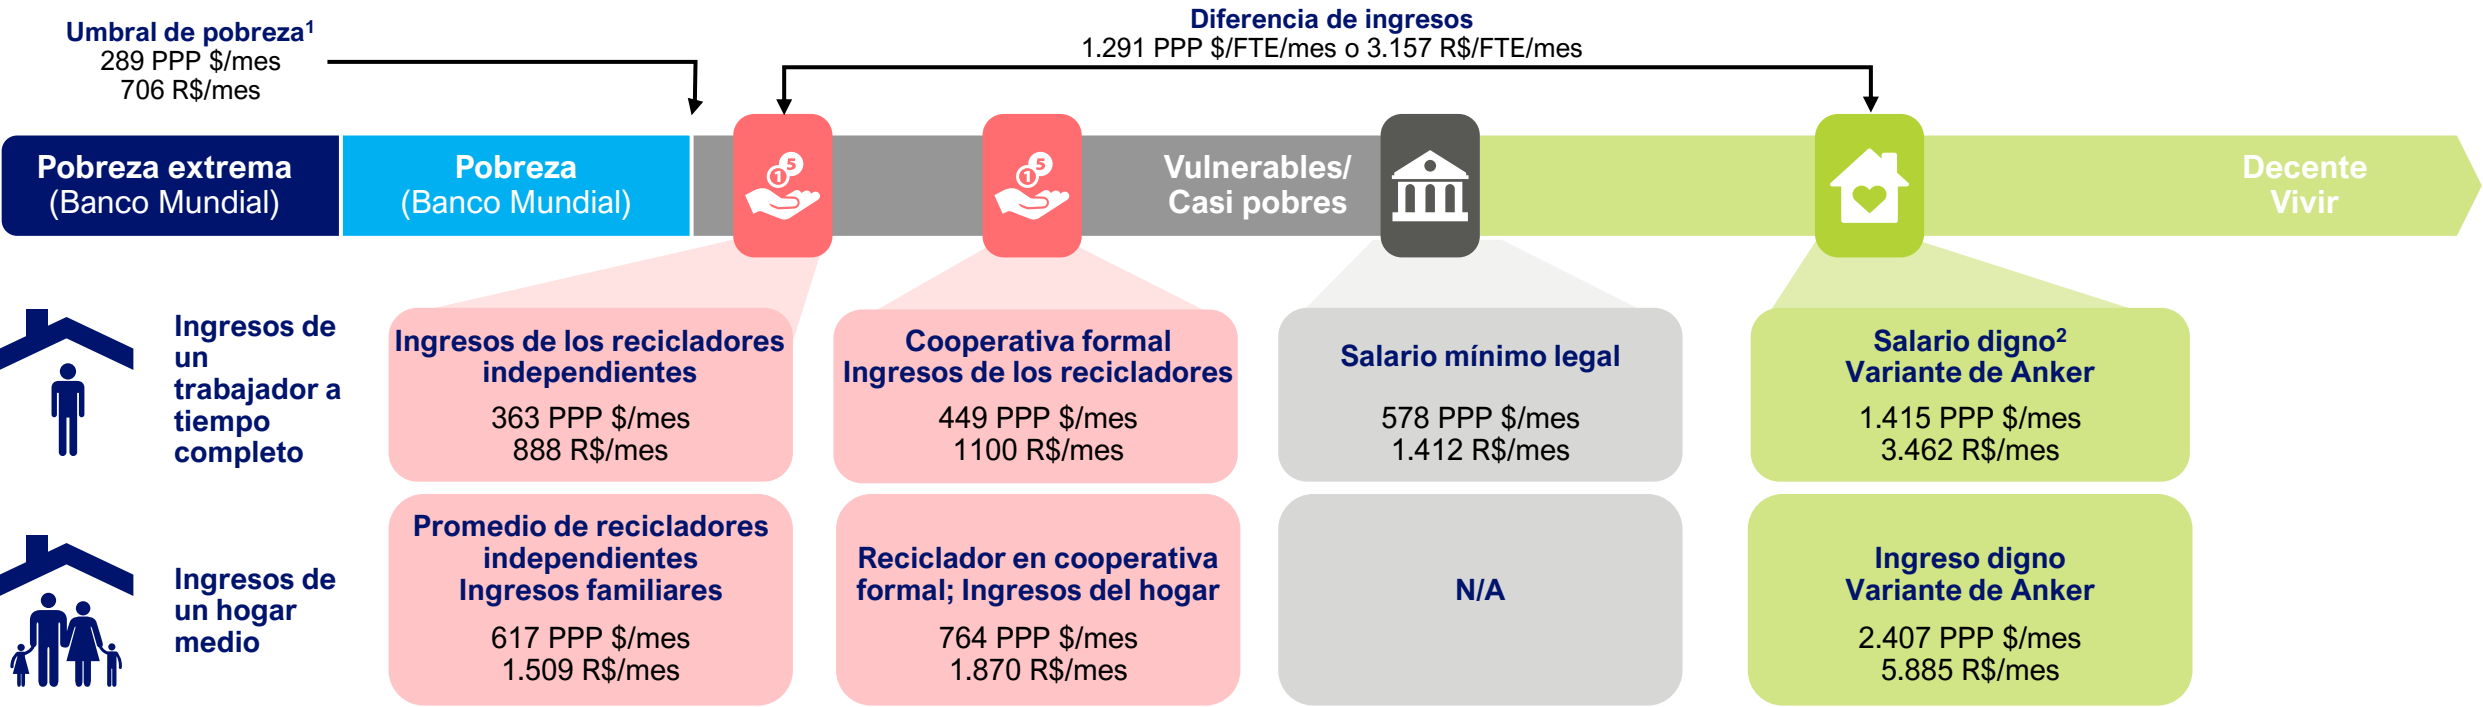 Umbral de pobreza¹
289 PPP $/mes
706 R$/mes
Diferencia de ingresos
1.291 PPP $/FTE/mes o 3.157 R$/FTE/mes
Pobreza extrema
(Banco Mundial)
Pobreza
(Banco Mundial)
1 5
1 5
Vulnerables/
Casi pobres
Decente
Vivir
Ingresos de
un
trabajador a
tiempo
completo
Ingresos de los recicladores
independientes
363 PPP $/mes
888 R$/mes
Cooperativa formal
Ingresos de los recicladores
449 PPP $/mes
1100 R$/mes
Salario mínimo legal
578 PPP $/mes
1.412 R$/mes
Salario digno²
Variante de Anker
1.415 PPP $/mes
3.462 R$/mes
Ingresos de
un hogar
medio
Promedio de recicladores
independientes
Ingresos familiares
617 PPP $/mes
1.509 R$/mes
Reciclador en cooperativa
formal; Ingresos del hogar
764 PPP $/mes
1.870 R$/mes
N/A
Ingreso digno
Variante de Anker
2.407 PPP $/mes
5.885 R$/mes